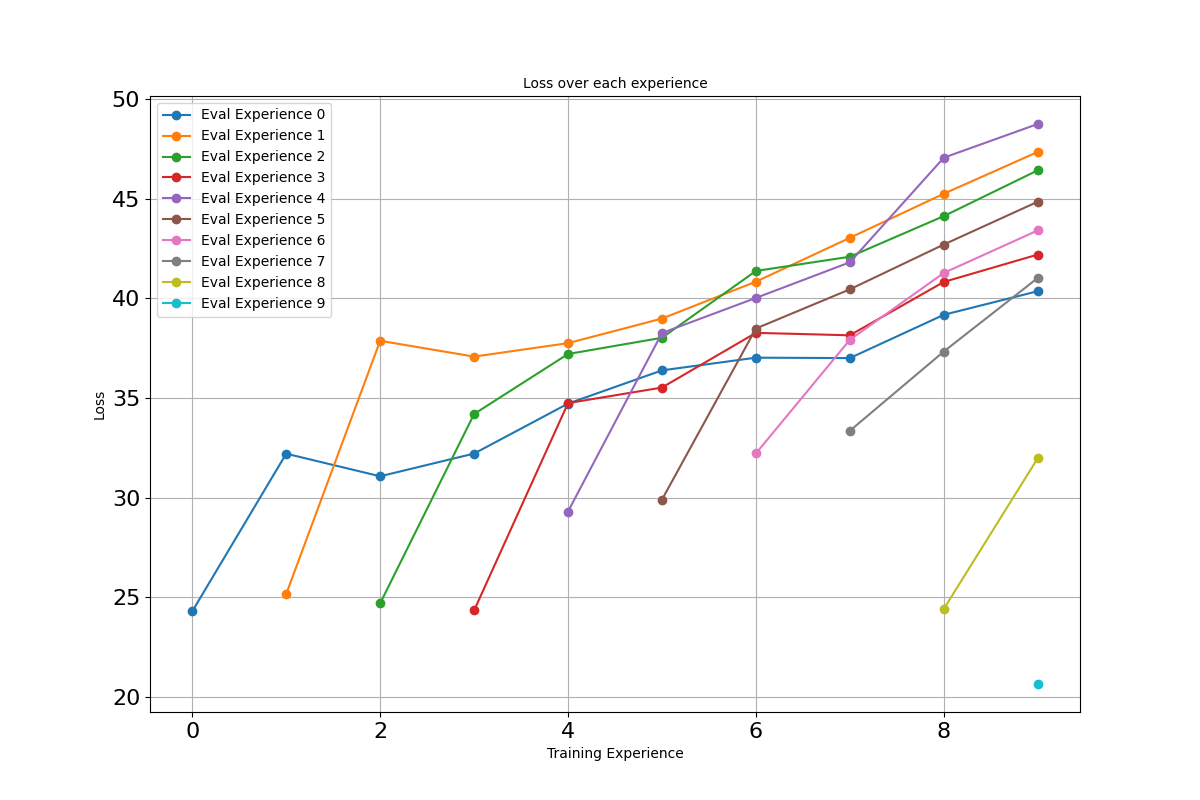 Loss over each experience
50
45
40
35
30
25
20
Loss
Eval Experience 0
Eval Experience 1
Eval Experience 2
Eval Experience 3
Eval Experience 4
Eval Experience 5
Eval Experience 6
Eval Experience 7
Eval Experience 8
Eval Experience 9
0 2 4 6 8
Training Experience